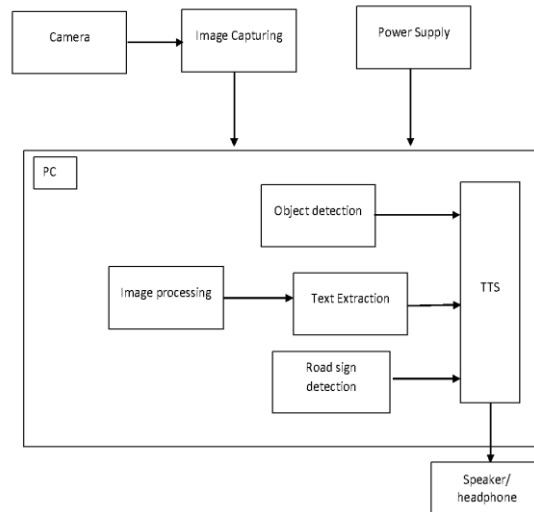 Camera
Image Capturing
Power Supply
PC
Object detection
Image processing
Text Extraction
TTS
Road sign
detection
Speaker/
headphone